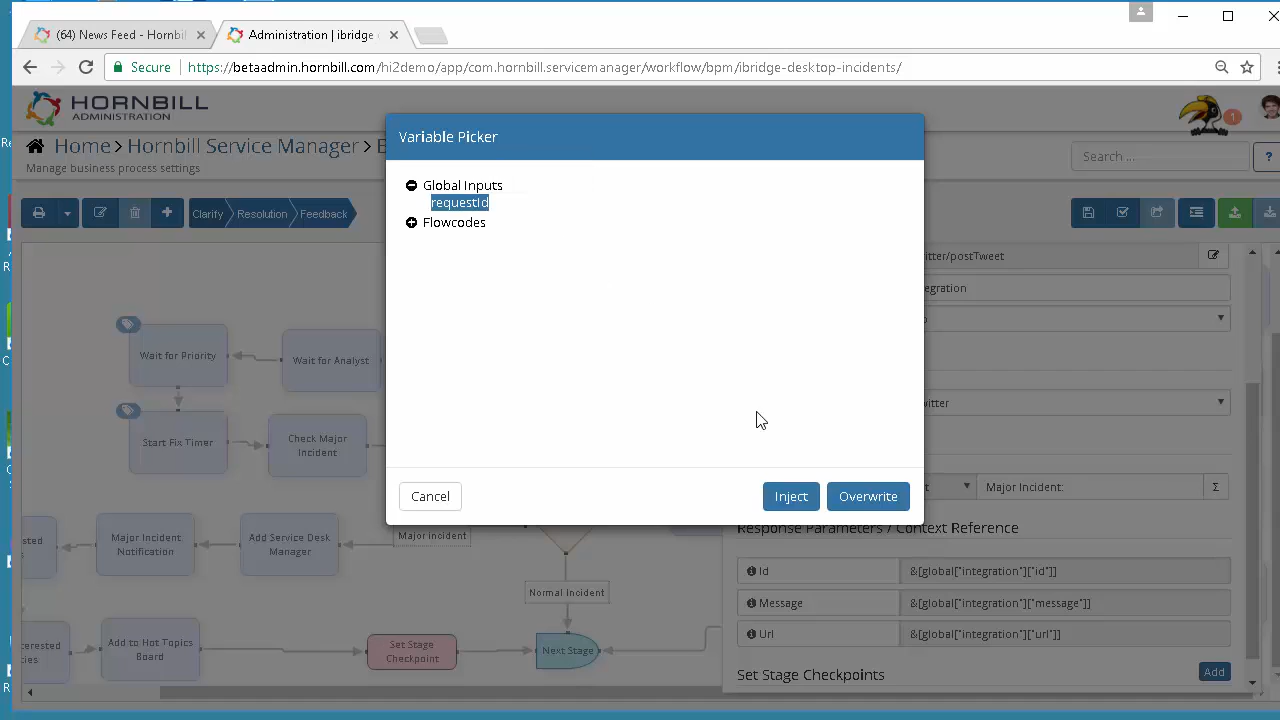 (64) News Feed - Hornbil
Administration | ibridge
Secure
https://betaadmin.hornbill.com/hi2demo/app/com.hornbill.servicemanager/workflow/bpm/ibridge-desktop-incidents/
HORNBILL
ADMINISTRATION
1
Home > Hornbill Service Manager >
Manage business process settings
Search ...
?
Clarify
Resolution
Feedback
Variable Picker
Global Inputs
requestId
Flowcodes
Cancel
Inject
Overwrite
itter/postTweet
egration
itter
Major Incident:
Σ
Wait for Priority
Wait for Analyst
Start Fix Timer
Check Major
Incident
Major Incident
Notification
Add Service Desk
Manager
Major Incident
Normal Incident
Add to Hot Topics
Board
Set Stage
Checkpoint
Next Stage
Response Parameters / Context Reference
Id
&[global["integration"]["id"]]
Message
&[global["integration"]["message"]]
Url
&[global["integration"]["url"]]
Set Stage Checkpoints
Add